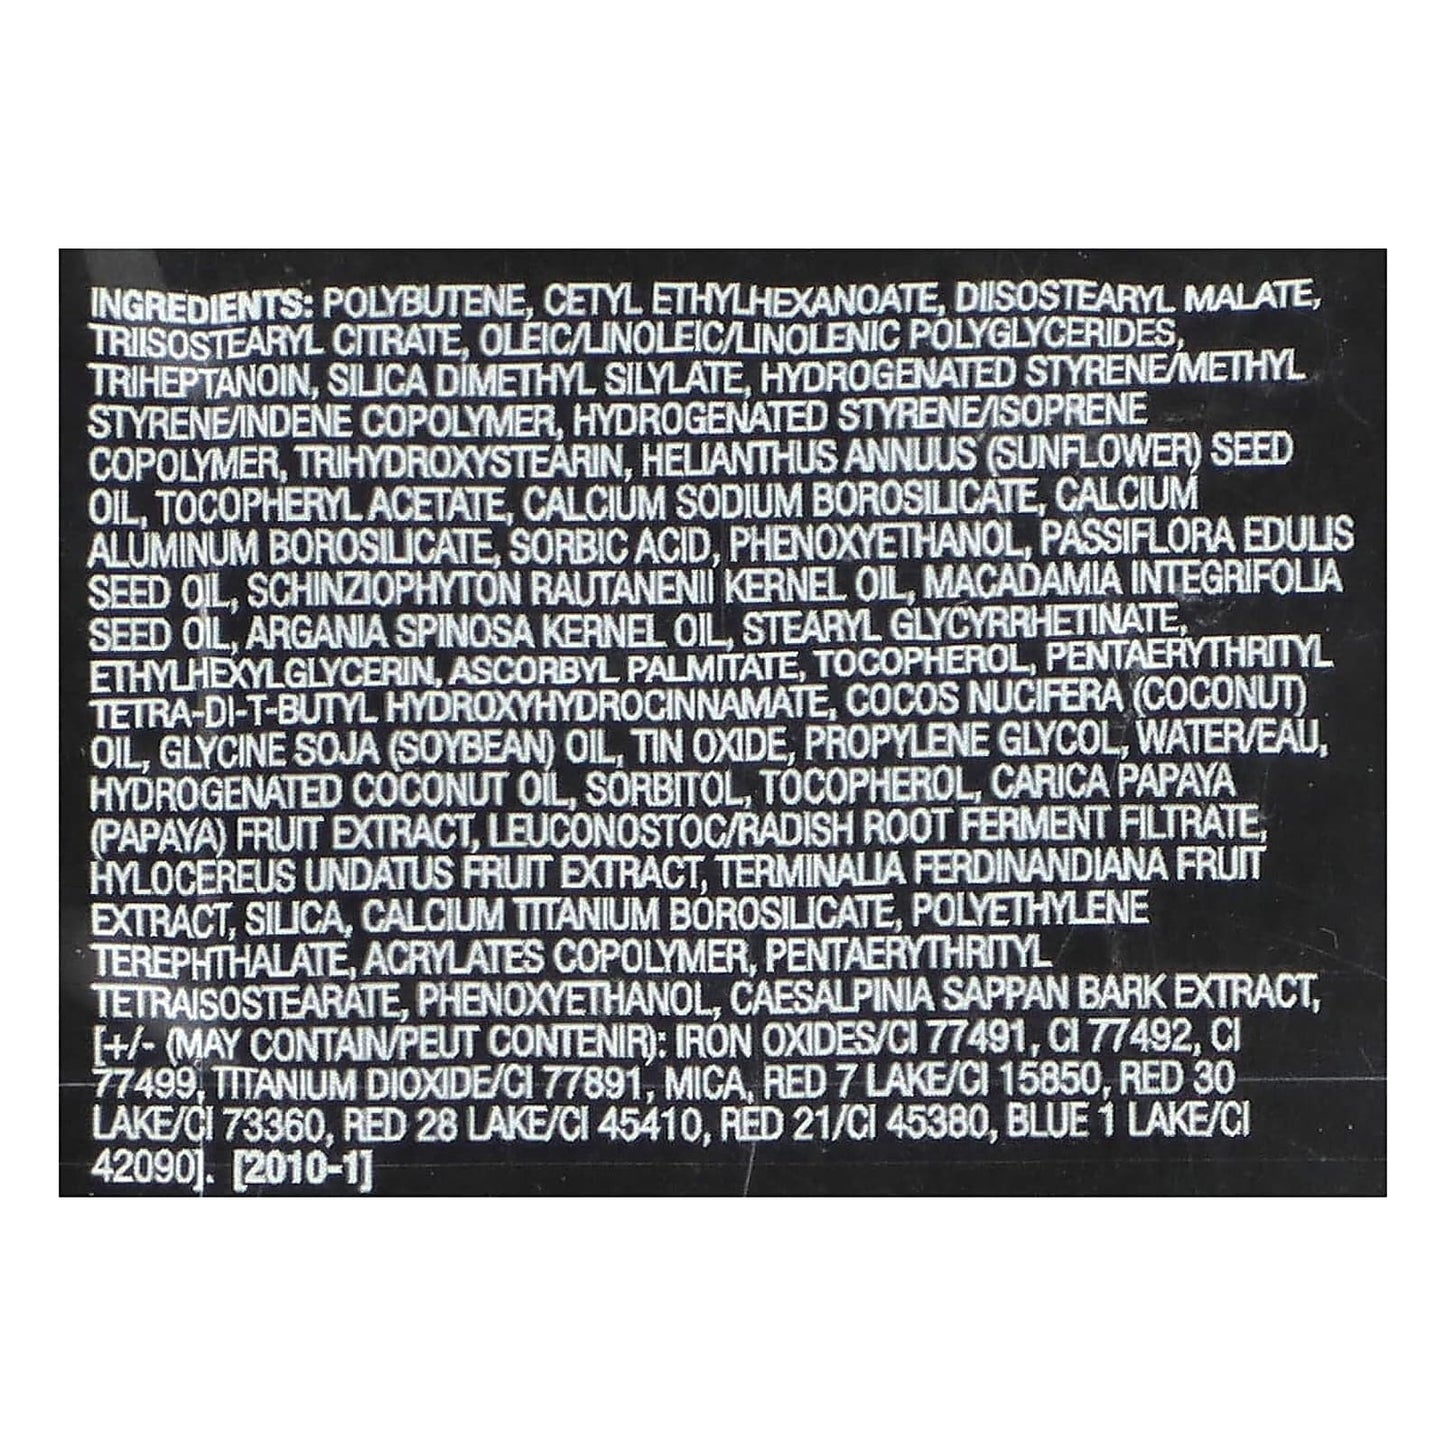 INGREDIENTS: POLYBUTENE, CETYL ETHYLHEXANOATE, DIISOSTEARYL MALATE,
TRIISOSTEARYL CITRATE, OLEIC/LINOLEIC/LINOLENIC POLYGLYCERIDES,
TRIHEPTANOIN, SILICA DIMETHYL SILYLATE, HYDROGENATED STYRENE/METHYL
STYRENE/INDENE COPOLYMER, HYDROGENATED STYRENE/ISOPRENE
COPOLYMER, TRIHYDROXYSTEARIN, HELIANTHUS ANNUUS (SUNFLOWER) SEED
OIL, TOCOPHERYL ACETATE, CALCIUM SODIUM BOROSILICATE, CALCIUM
ALUMINUM BOROSILICATE, SORBIC ACID, PHENOXYETHANOL, PASSIFLORA EDULIS
SEED OIL, SCHINZIOPHYTON RAUTANENII KERNEL OIL, MACADAMIA INTEGRIFOLIA
SEED OIL, ARGANIA SPINOSA KERNEL OIL, STEARYL GLYCYRRHETINATE,
ETHYLHEXYLGLYCERIN, ASCORBYL PALMITATE, TOCOPHEROL, PENTAERYTHRITYL
TETRA-DI-T-BUTYL HYDROXYHYDROCINNAMATE, COCOS NUCIFERA (COCONUT)
OIL, GLYCINE SOJA (SOYBEAN) OIL, TIN OXIDE, PROPYLENE GLYCOL, WATER/EAU,
HYDROGENATED COCONUT OIL, SORBITOL, TOCOPHEROL, CARICA PAPAYA
(PAPAYA) FRUIT EXTRACT, LEUCONOSTOC/RADISH ROOT FERMENT FILTRATE,
HYLOCEREUS UNDATUS FRUIT EXTRACT, TERMINALIA FERDINANDIANA FRUIT
EXTRACT, SILICA, CALCIUM TITANIUM BOROSILICATE, POLYETHYLENE
TEREPHTHALATE, ACRYLATES COPOLYMER, PENTAERYTHRITYL
TETRAISOSTEARATE, PHENOXYETHANOL, CAESALPINIA SAPPAN BARK EXTRACT,
[+/- (MAY CONTAIN/PEUT CONTENIR): IRON OXIDES/CI 77491, CI 77492, CI
77499, TITANIUM DIOXIDE/CI 77891, MICA, RED 7 LAKE/CI 15850, RED 30
LAKE/CI 73360, RED 28 LAKE/CI 45410, RED 21/CI 45380, BLUE 1 LAKE/CI
42090]. [2010-1]